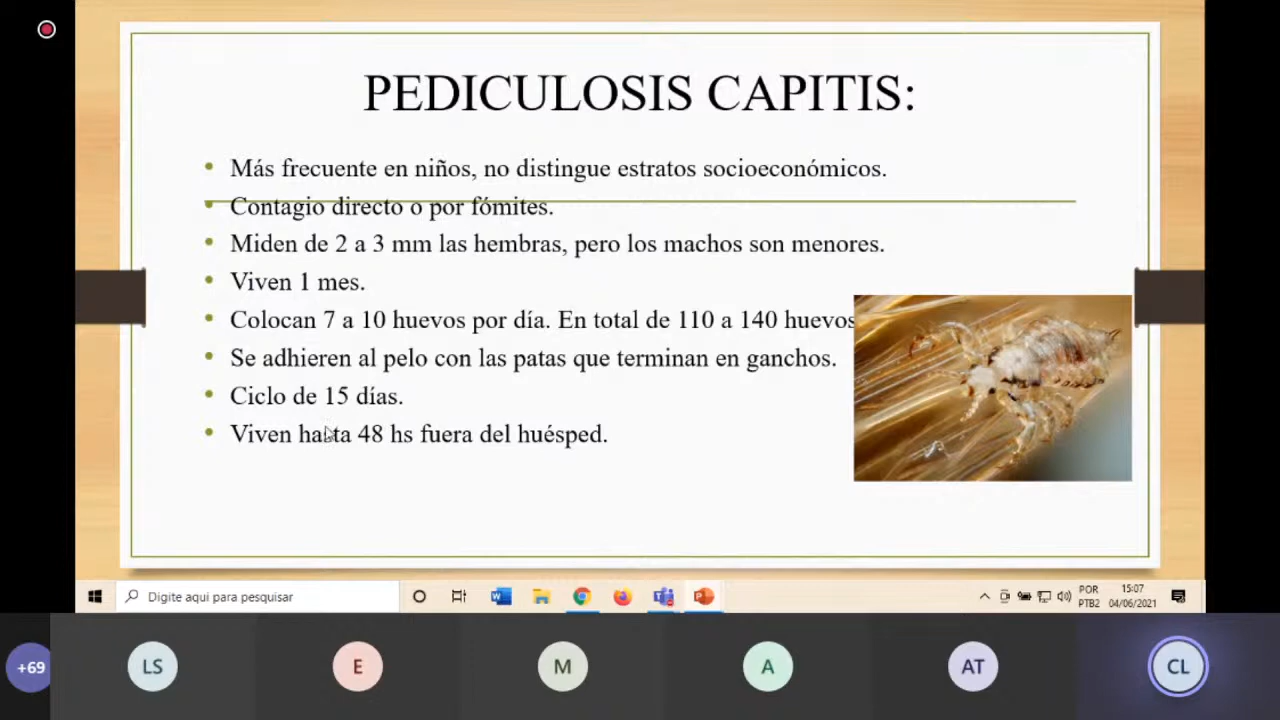 PEDICULOSIS CAPITIS:
Más frecuente en niños, no distingue estratos socioeconómicos.
Contagio directo o por fómites.
Miden de 2 a 3 mm las hembras, pero los machos son menores.
Viven 1 mes.
Colocan 7 a 10 huevos por día. En total de 110 a 140 huevos
Se adhieren al pelo con las patas que terminan en ganchos.
Ciclo de 15 días.
Viven hasta 48 hs fuera del huésped.
Digite aqui para pesquisar
POR
PTB2
15:07
04/06/2021
+69
LS
E
M
A
AT
CL